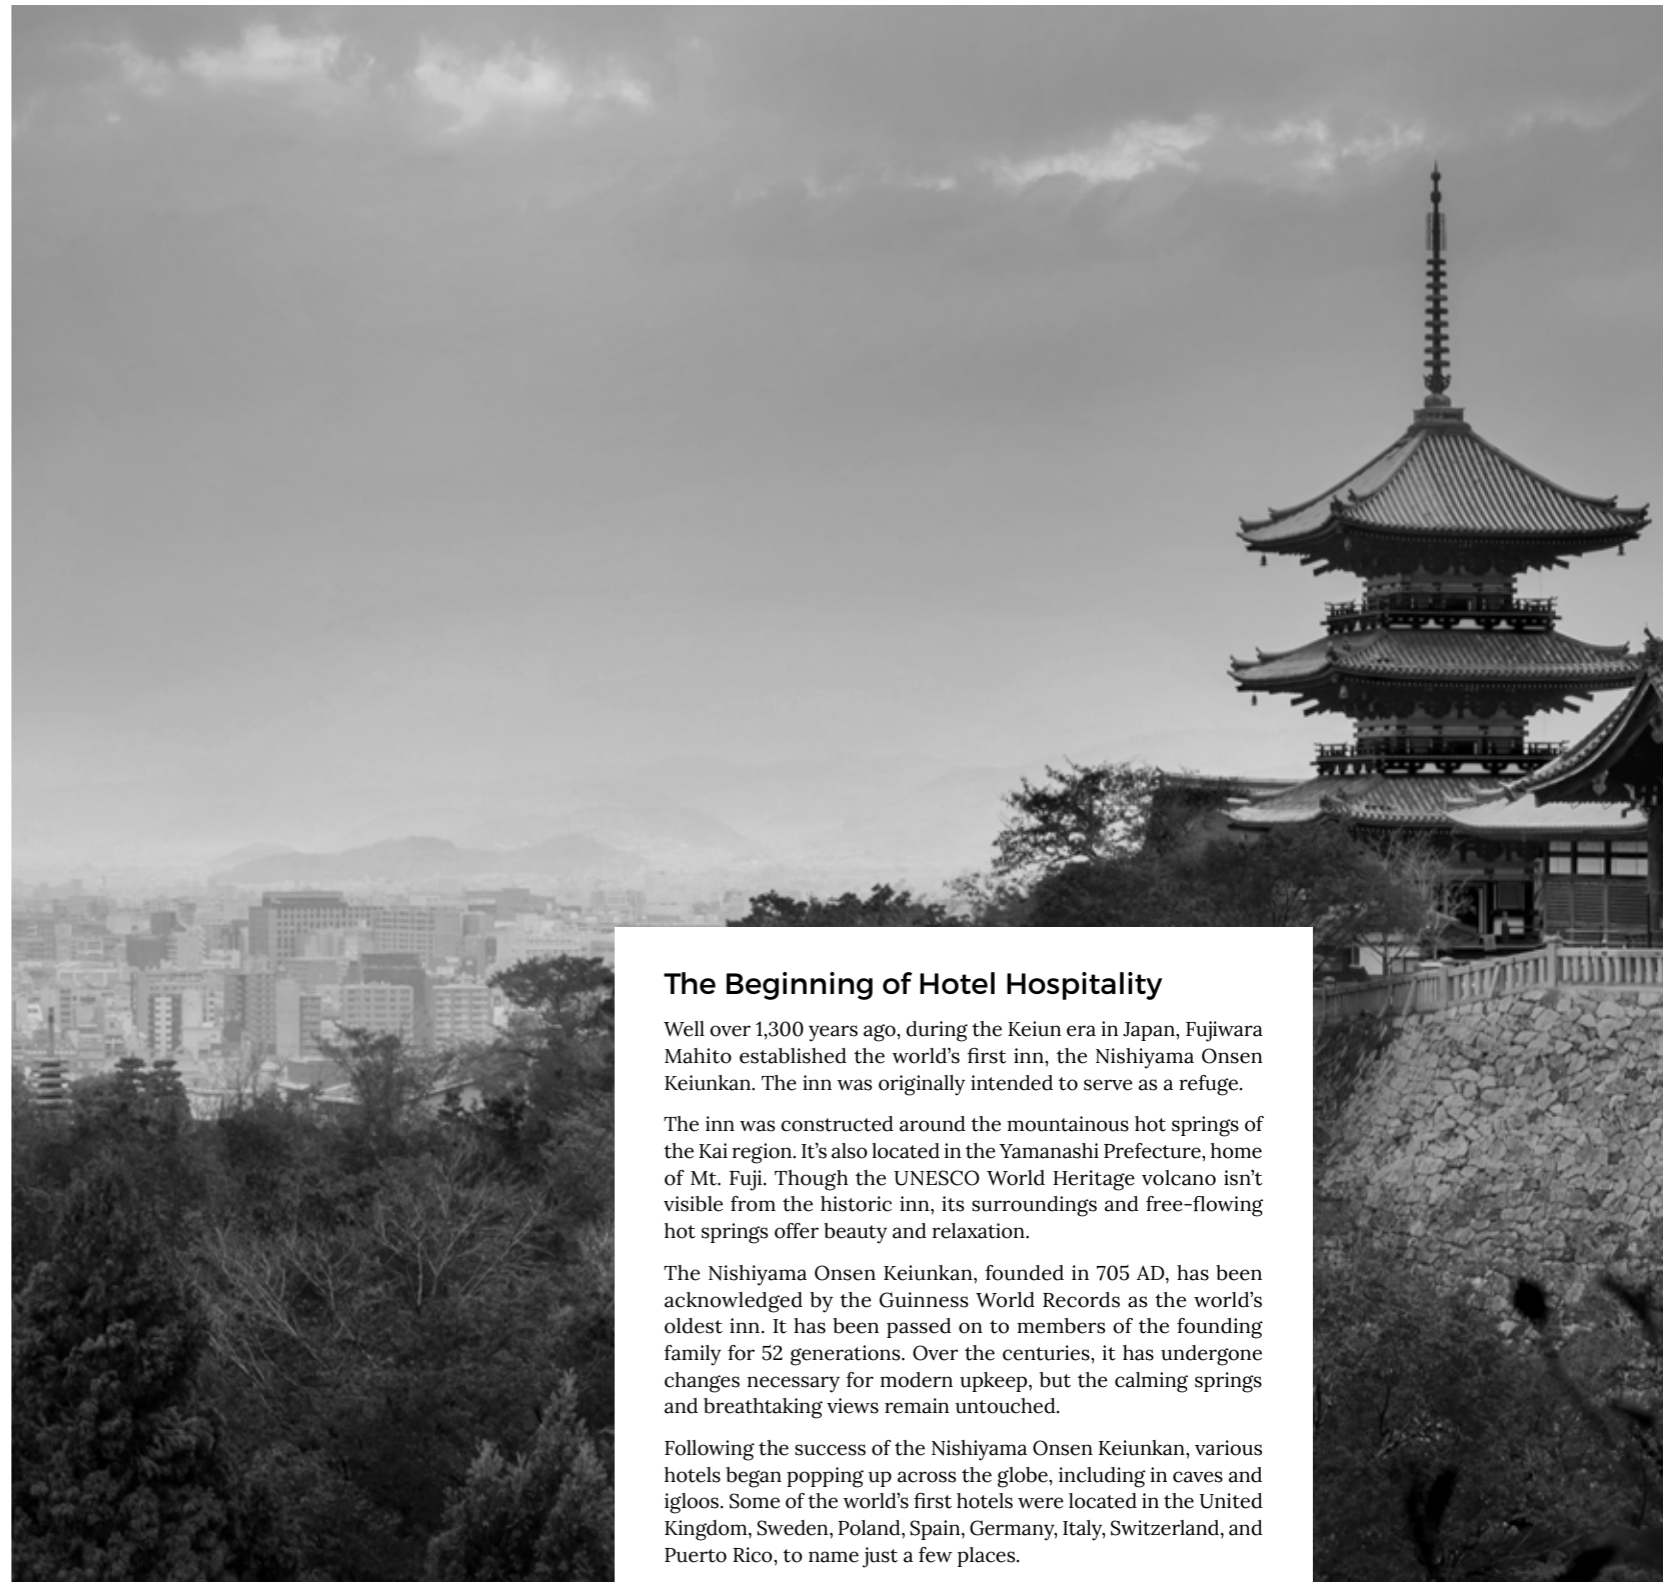 The Beginning of Hotel Hospitality
Well over 1,300 years ago, during the Keiun era in Japan, Fujiwara
Mahito established the world’s first inn, the Nishiyama Onsen
Keiunkan. The inn was originally intended to serve as a refuge.
The inn was constructed around the mountainous hot springs of
the Kai region. It’s also located in the Yamanashi Prefecture, home
of Mt. Fuji. Though the UNESCO World Heritage volcano isn’t
visible from the historic inn, its surroundings and free-flowing
hot springs offer beauty and relaxation.
The Nishiyama Onsen Keiunkan, founded in 705 AD, has been
acknowledged by the Guinness World Records as the world’s
oldest inn. It has been passed on to members of the founding
family for 52 generations. Over the centuries, it has undergone
changes necessary for modern upkeep, but the calming springs
and breathtaking views remain untouched.
Following the success of the Nishiyama Onsen Keiunkan, various
hotels began popping up across the globe, including in caves and
igloos. Some of the world’s first hotels were located in the United
Kingdom, Sweden, Poland, Spain, Germany, Italy, Switzerland, and
Puerto Rico, to name just a few places.